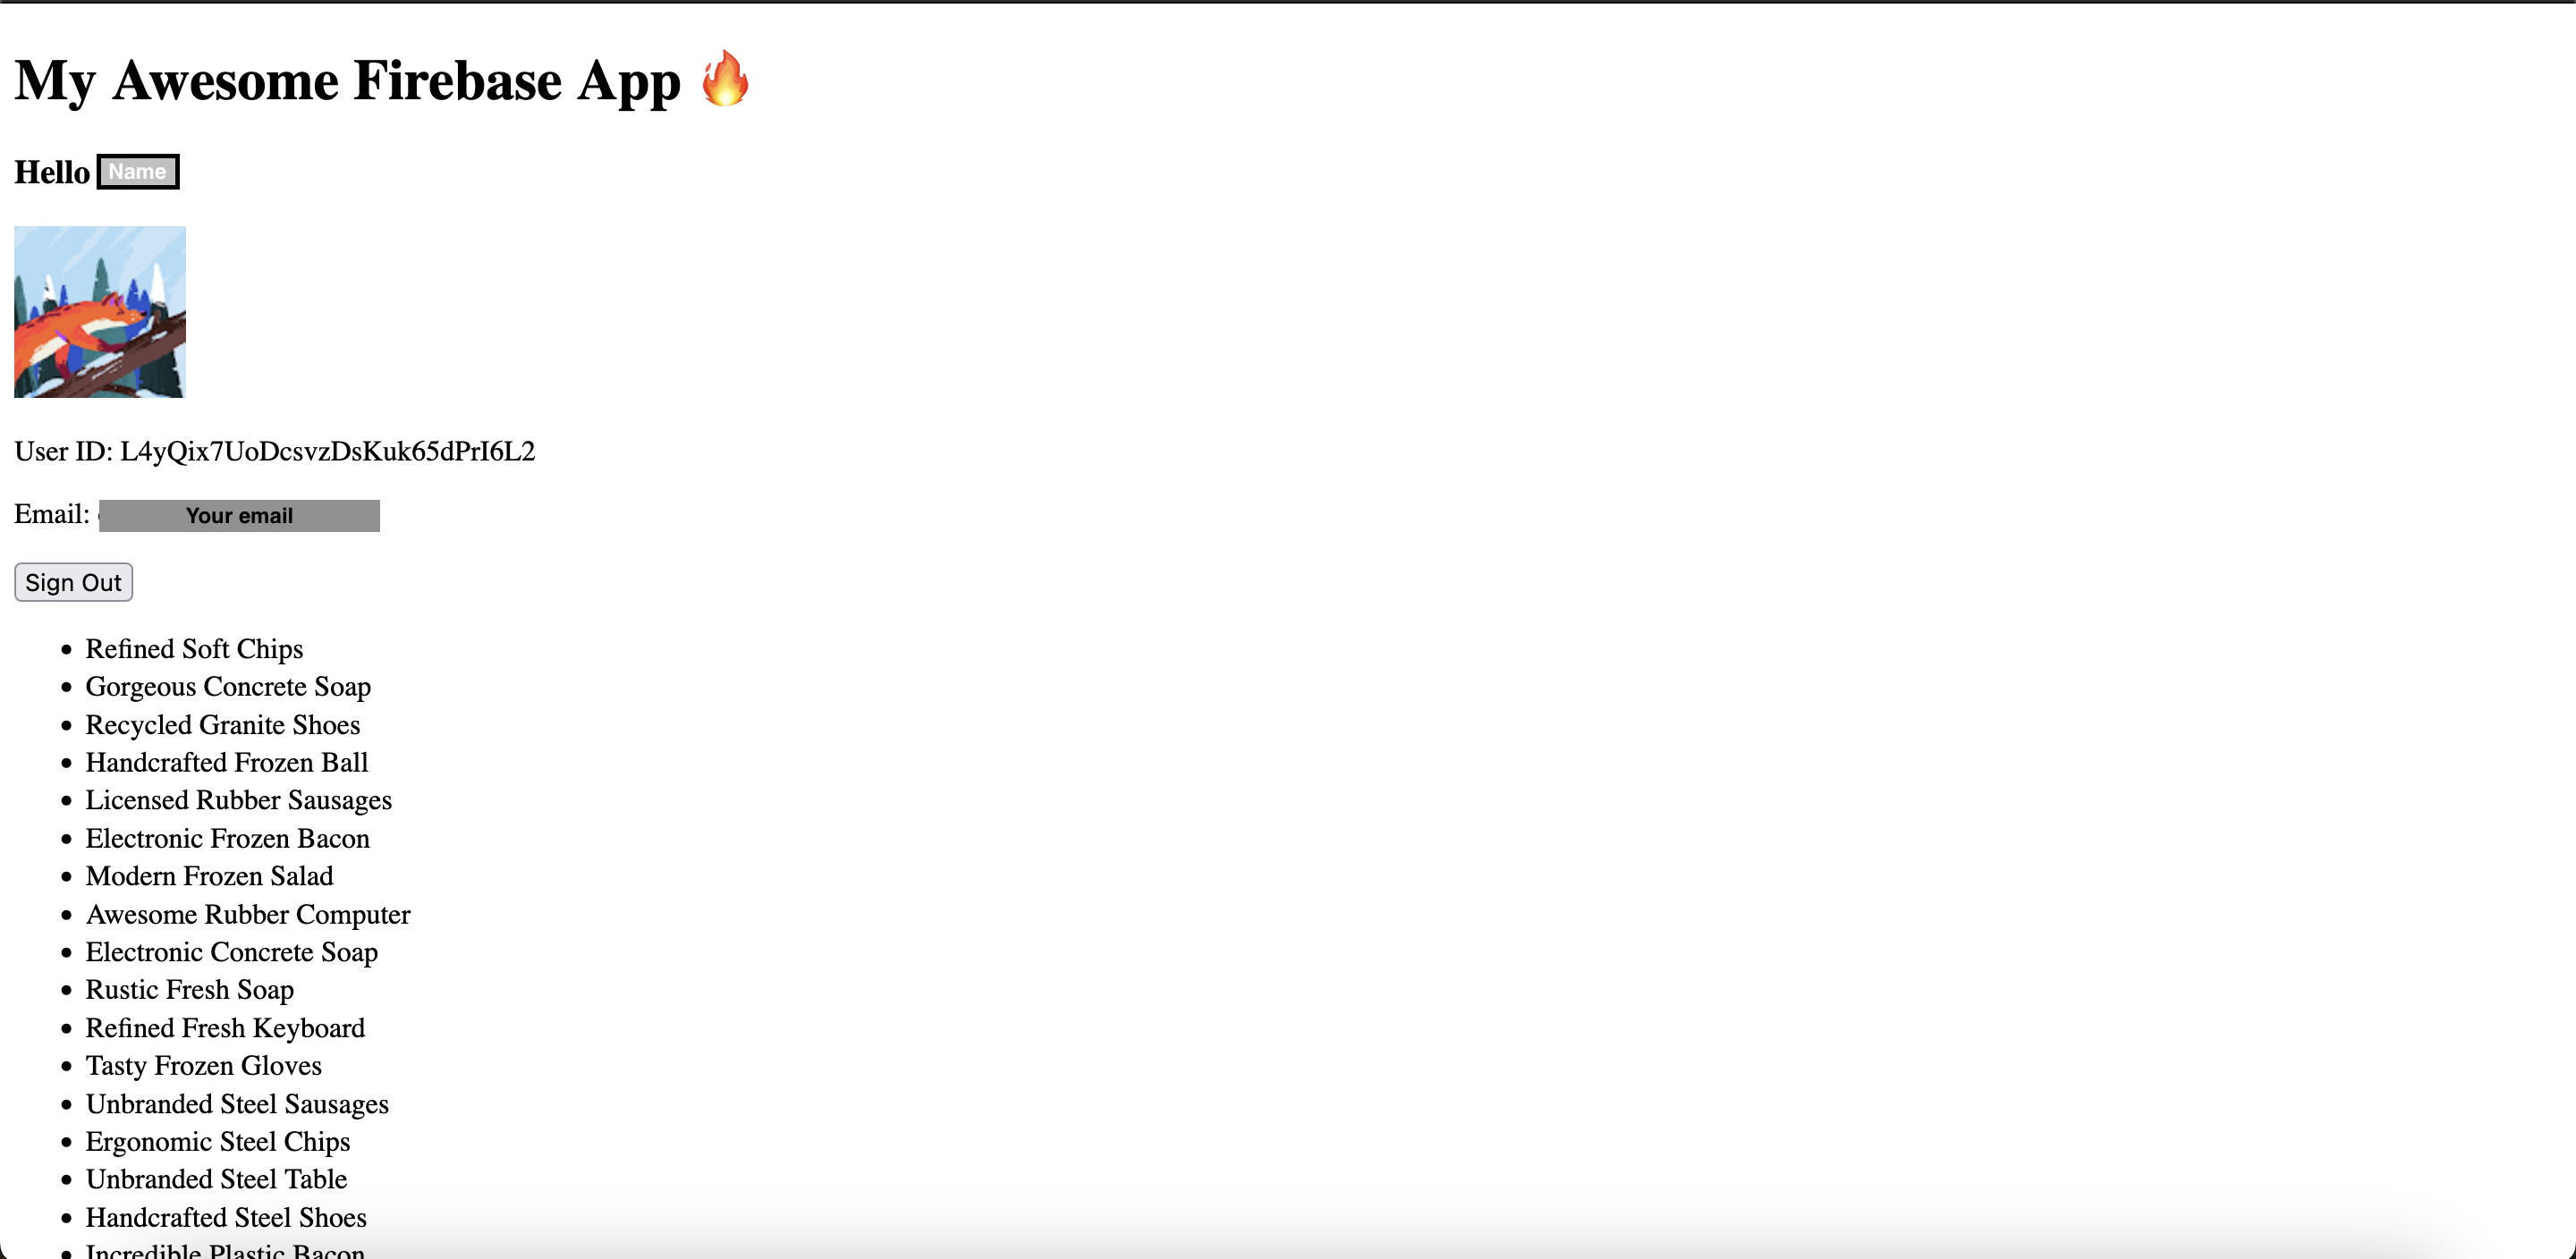 My Awesome Firebase App 🔥
Hello Name
User ID: L4yQix7UoDcsvzDsKuk65dPrI6L2
Email: Your email
Sign Out
• Refined Soft Chips
• Gorgeous Concrete Soap
• Recycled Granite Shoes
• Handcrafted Frozen Ball
• Licensed Rubber Sausages
• Electronic Frozen Bacon
• Modern Frozen Salad
• Awesome Rubber Computer
• Electronic Concrete Soap
• Rustic Fresh Soap
• Refined Fresh Keyboard
• Tasty Frozen Gloves
• Unbranded Steel Sausages
• Ergonomic Steel Chips
• Unbranded Steel Table
• Handcrafted Steel Shoes
• Incredible Plastic Bacon